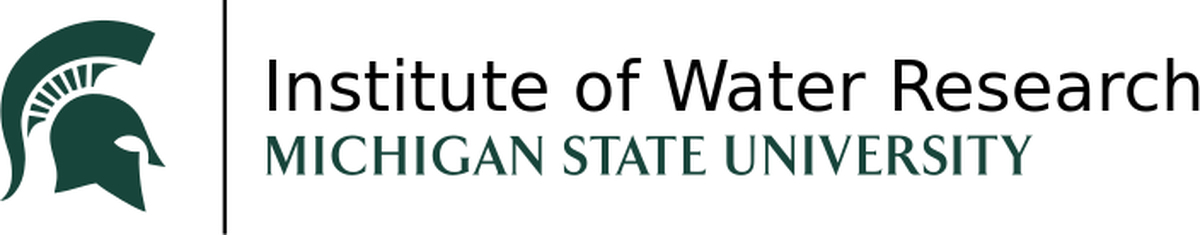 Institute of Water Research
MICHIGAN STATE UNIVERSITY